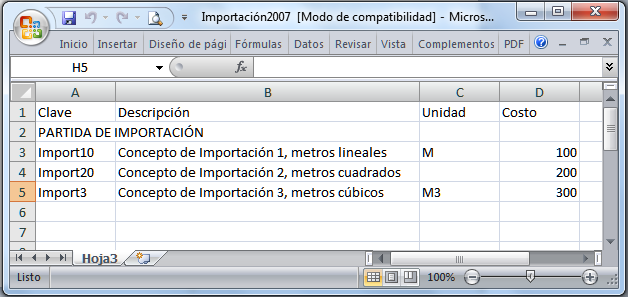 Importación2007 [Modo de compatibilidad] - Micros...
Inicio Insertar Diseño de pági Fórmulas Datos Revisar Vista Complementos PDF
H5 fx
A B C D
1 Clave Descripción Unidad Costo
2 PARTIDA DE IMPORTACIÓN
3 Import10 Concepto de Importación 1, metros lineales M 100
4 Import20 Concepto de Importación 2, metros cuadrados 200
5 Import3 Concepto de Importación 3, metros cúbicos M3 300
6
7
Hoja3
Listo 100%